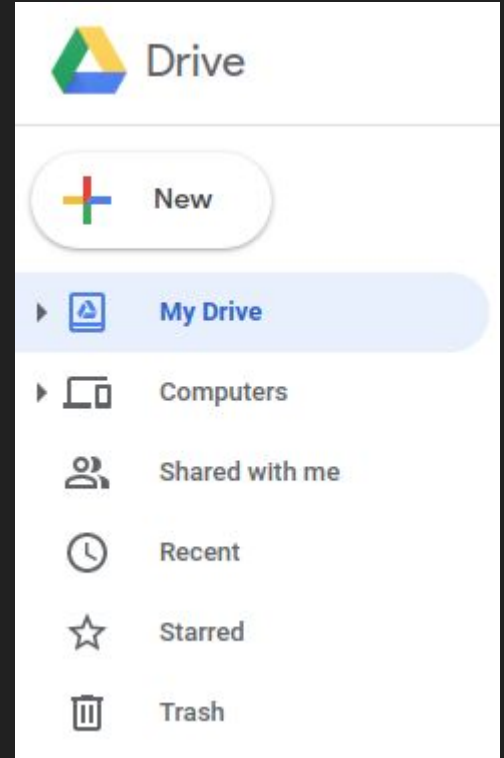 Drive
New
My Drive
Computers
Shared with me
Recent
Starred
Trash